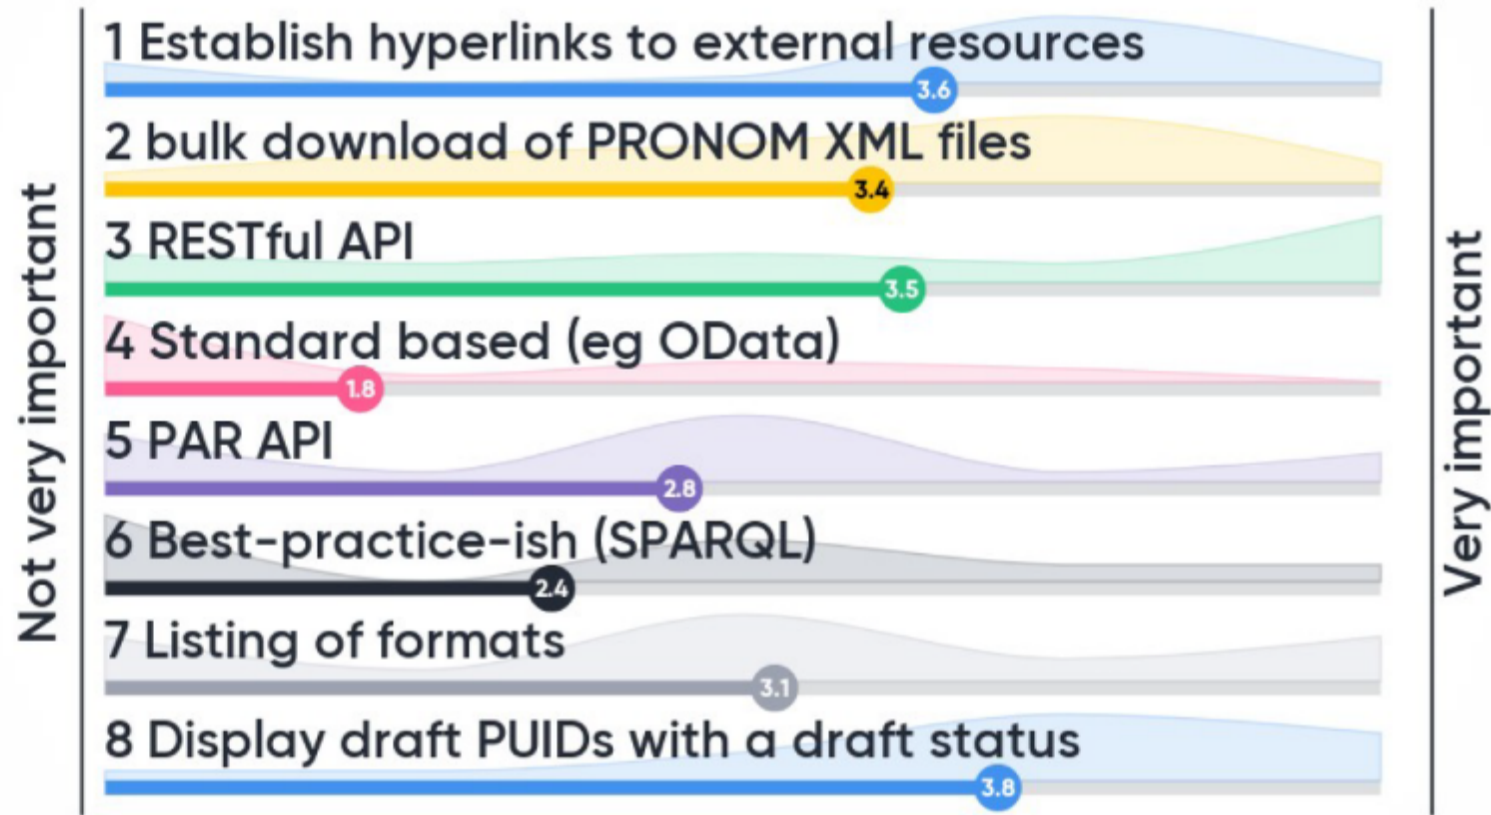 Not very important
1 Establish hyperlinks to external resources
3.6
2 bulk download of PRONOM XML files
3.4
3 RESTful API
3.5
4 Standard based (eg OData)
1.8
5 PAR API
2.8
6 Best-practice-ish (SPARQL)
2.4
7 Listing of formats
3.1
8 Display draft PUIDs with a draft status
3.8
Very important